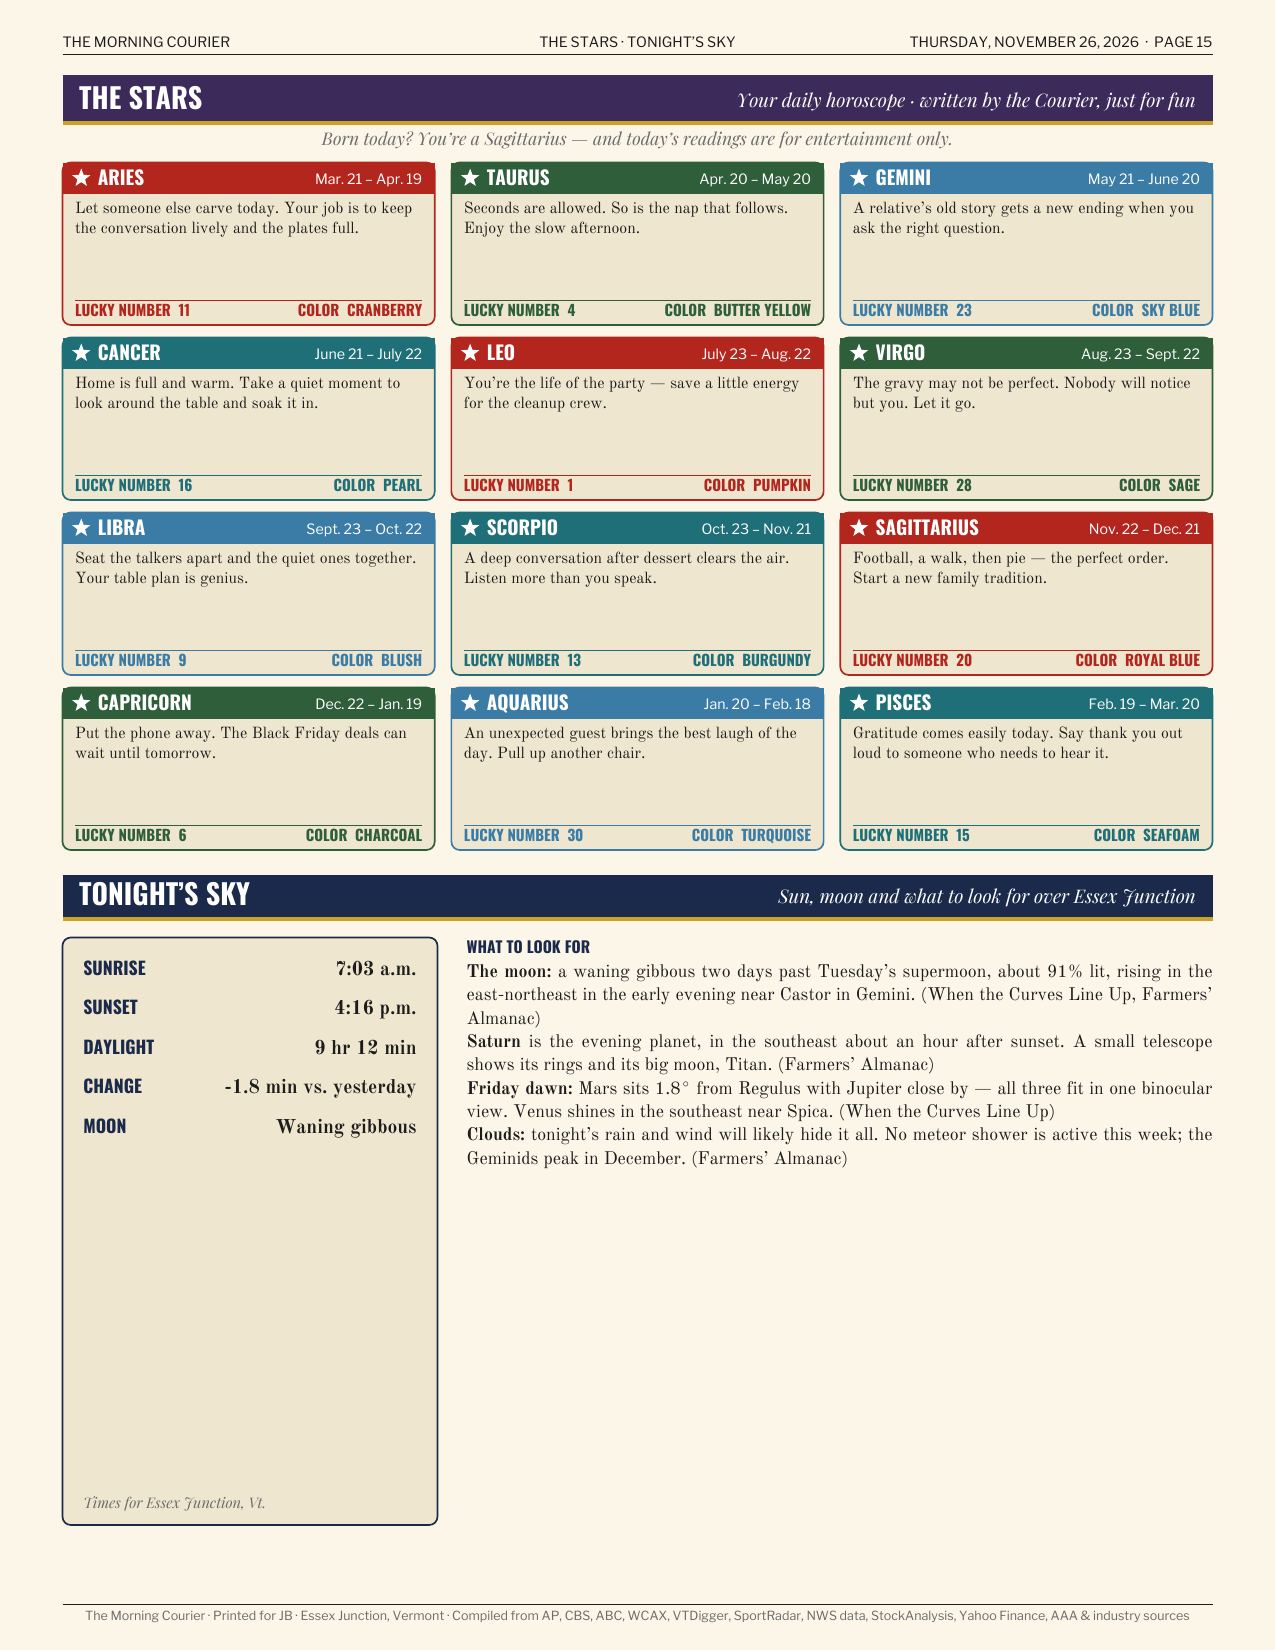 THE MORNING COURIER THE STARS · TONIGHT’S SKY THURSDAY, NOVEMBER 26, 2026 · PAGE 15
THE STARS Your daily horoscope · written by the Courier, just for fun
Born today? You’re a Sagittarius — and today’s readings are for entertainment only.
★ ARIES Mar. 21 – Apr. 19
Let someone else carve today. Your job is to keep
the conversation lively and the plates full.
LUCKY NUMBER 11 COLOR CRANBERRY
★ TAURUS Apr. 20 – May 20
Seconds are allowed. So is the nap that follows.
Enjoy the slow afternoon.
LUCKY NUMBER 4 COLOR BUTTER YELLOW
★ GEMINI May 21 – June 20
A relative’s old story gets a new ending when you
ask the right question.
LUCKY NUMBER 23 COLOR SKY BLUE
★ CANCER June 21 – July 22
Home is full and warm. Take a quiet moment to
look around the table and soak it in.
LUCKY NUMBER 16 COLOR PEARL
★ LEO July 23 – Aug. 22
You’re the life of the party — save a little energy
for the cleanup crew.
LUCKY NUMBER 1 COLOR PUMPKIN
★ VIRGO Aug. 23 – Sept. 22
The gravy may not be perfect. Nobody will notice
but you. Let it go.
LUCKY NUMBER 28 COLOR SAGE
★ LIBRA Sept. 23 – Oct. 22
Seat the talkers apart and the quiet ones together.
Your table plan is genius.
LUCKY NUMBER 9 COLOR BLUSH
★ SCORPIO Oct. 23 – Nov. 21
A deep conversation after dessert clears the air.
Listen more than you speak.
LUCKY NUMBER 13 COLOR BURGUNDY
★ SAGITTARIUS Nov. 22 – Dec. 21
Football, a walk, then pie — the perfect order.
Start a new family tradition.
LUCKY NUMBER 20 COLOR ROYAL BLUE
★ CAPRICORN Dec. 22 – Jan. 19
Put the phone away. The Black Friday deals can
wait until tomorrow.
LUCKY NUMBER 6 COLOR CHARCOAL
★ AQUARIUS Jan. 20 – Feb. 18
An unexpected guest brings the best laugh of the
day. Pull up another chair.
LUCKY NUMBER 30 COLOR TURQUOISE
★ PISCES Feb. 19 – Mar. 20
Gratitude comes easily today. Say thank you out
loud to someone who needs to hear it.
LUCKY NUMBER 15 COLOR SEAFOAM
TONIGHT’S SKY Sun, moon and what to look for over Essex Junction
SUNRISE 7:03 a.m.
SUNSET 4:16 p.m.
DAYLIGHT 9 hr 12 min
CHANGE -1.8 min vs. yesterday
MOON Waning gibbous
Times for Essex Junction, Vt.
WHAT TO LOOK FOR
The moon: a waning gibbous two days past Tuesday’s supermoon, about 91% lit, rising in the
east-northeast in the early evening near Castor in Gemini. (When the Curves Line Up, Farmers’
Almanac)
Saturn is the evening planet, in the southeast about an hour after sunset. A small telescope
shows its rings and its big moon, Titan. (Farmers’ Almanac)
Friday dawn: Mars sits 1.8° from Regulus with Jupiter close by — all three fit in one binocular
view. Venus shines in the southeast near Spica. (When the Curves Line Up)
Clouds: tonight’s rain and wind will likely hide it all. No meteor shower is active this week; the
Geminids peak in December. (Farmers’ Almanac)
The Morning Courier · Printed for JB · Essex Junction, Vermont · Compiled from AP, CBS, ABC, WCAX, VTDigger, SportRadar, NWS data, StockAnalysis, Yahoo Finance, AAA & industry sources